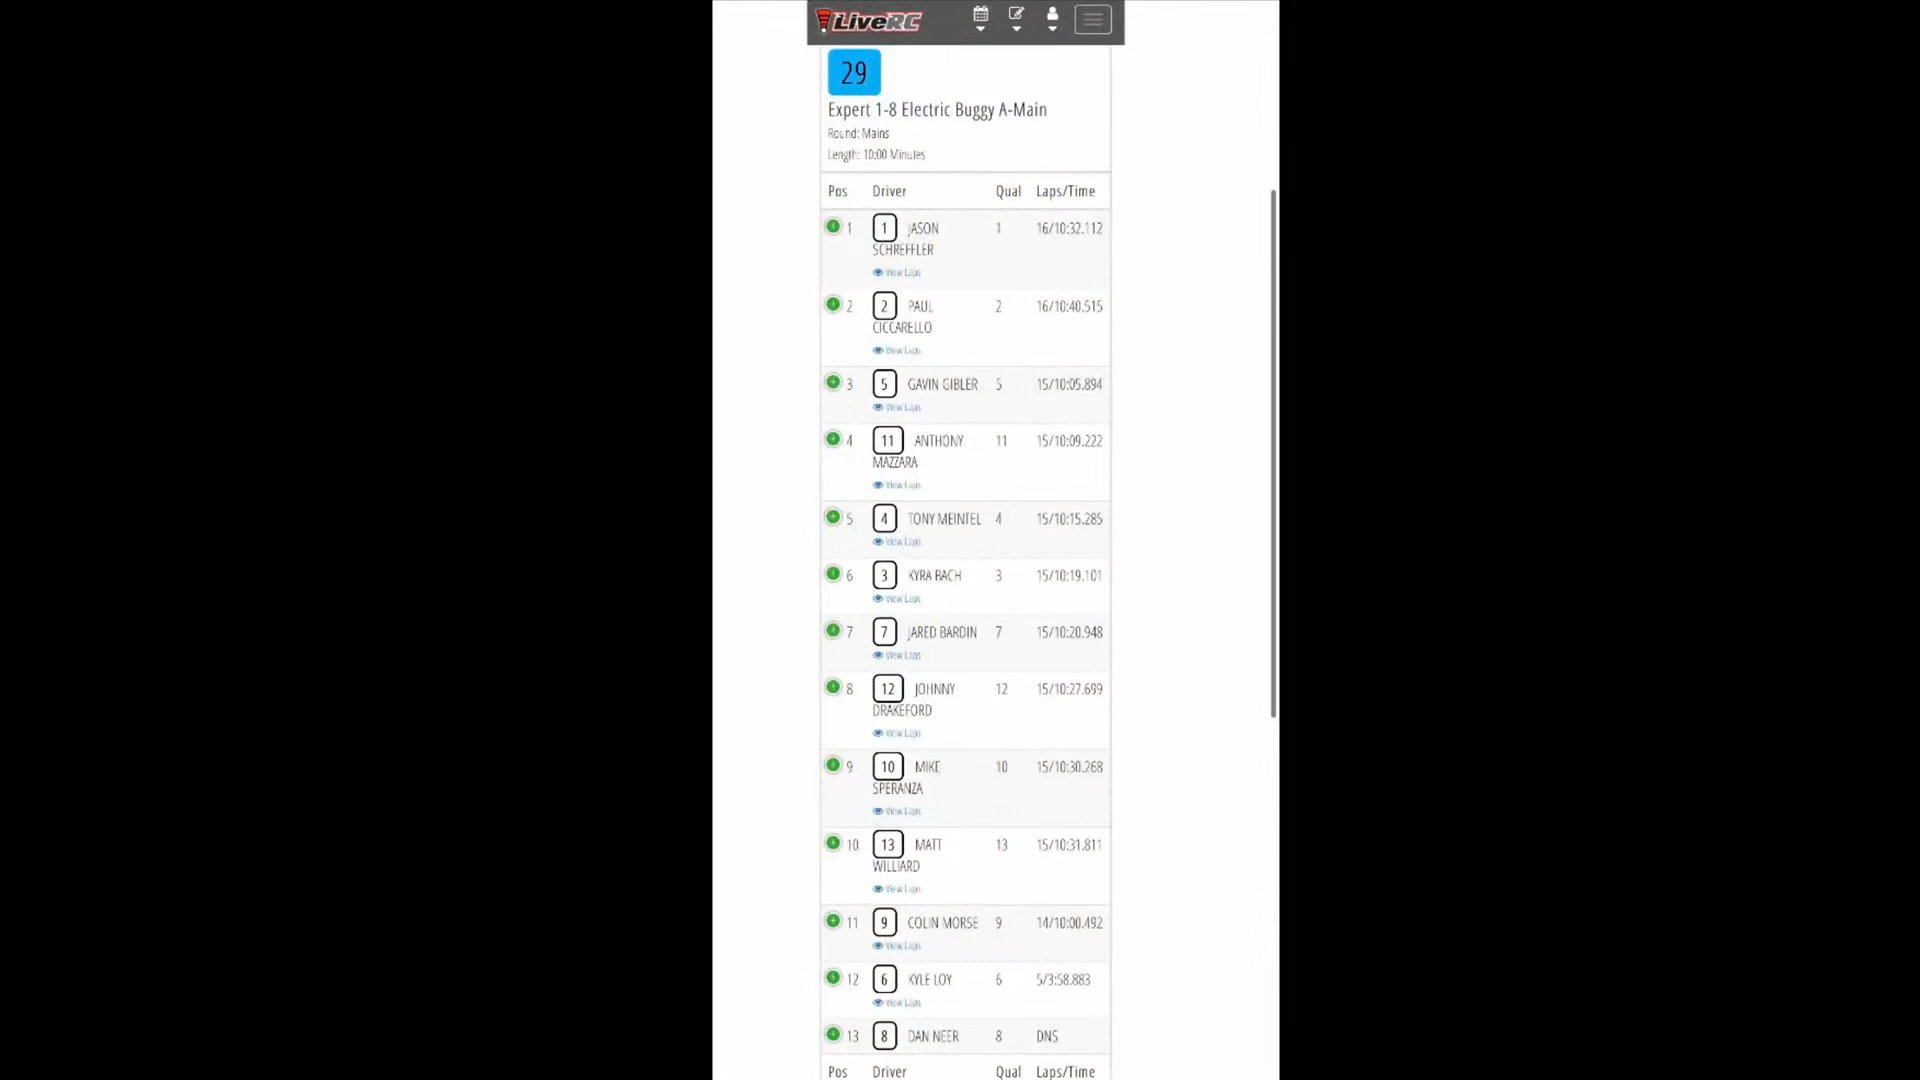 LiveRC
29
Expert 1-8 Electric Buggy A-Main
Round: Mains
Length: 10:00 Minutes
Pos Driver Qual Laps/Time
1 1 JASON 1 16/10:32.112
SCHREFFLER
View Laps
2 2 PAUL 2 16/10:40.515
CICCARELLO
View Laps
3 5 GAVIN GIBLER 5 15/10:05.894
View Laps
4 11 ANTHONY 11 15/10:09.222
MAZZARA
View Laps
5 4 TONY MEINTEL 4 15/10:15.285
View Laps
6 3 KYRA BACH 3 15/10:19.101
View Laps
7 7 JARED BARDIN 7 15/10:20.948
View Laps
8 12 JOHNNY 12 15/10:27.699
DRAKEFORD
View Laps
9 10 MIKE 10 15/10:30.268
SPERANZA
View Laps
10 13 MATT 13 15/10:31.811
WILLIARD
View Laps
11 9 COLIN MORSE 9 14/10:00.492
View Laps
12 6 KYLE LOY 6 5/3:58.883
View Laps
13 8 DAN NEER 8 DNS
Pos Driver Qual Laps/Time